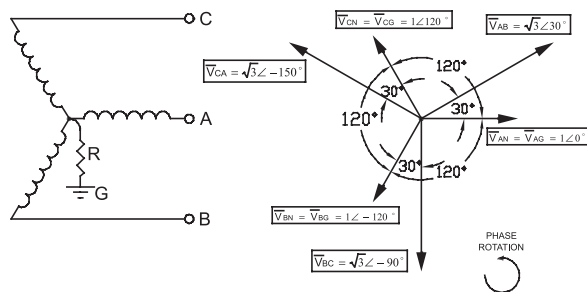 C
A
B
R
G
V̅CN = V̅CG = 1∠120°
V̅AB = √3∠30°
V̅CA = √3∠-150°
120°
30°
30°
120°
V̅AN = V̅AG = 1∠0°
30°
120°
V̅BN = V̅BG = 1∠-120°
V̅BC = √3∠-90°
PHASE
ROTATION